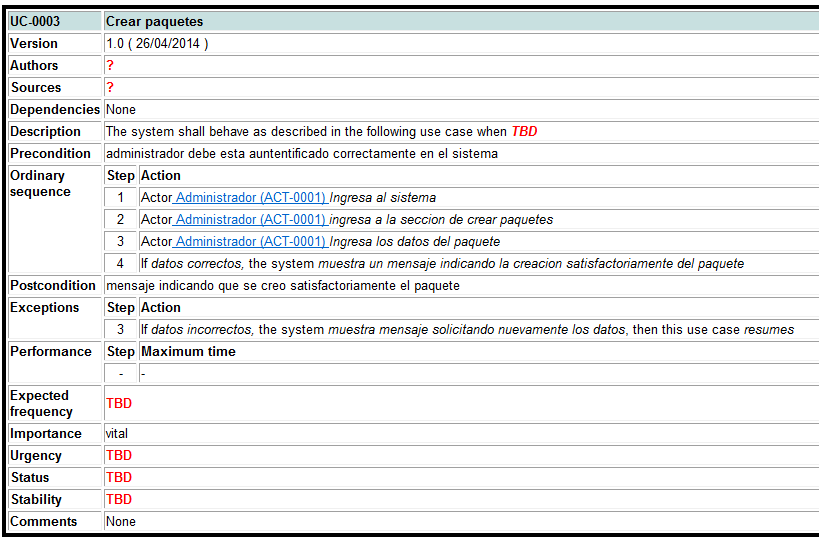 UC-0003 Crear paquetes
Version 1.0 ( 26/04/2014 )
Authors ?
Sources ?
Dependencies None
Description The system shall behave as described in the following use case when TBD
Precondition administrador debe esta auntentificado correctamente en el sistema
Ordinary sequence Step Action
1 Actor Administrador (ACT-0001) Ingresa al sistema
2 Actor Administrador (ACT-0001) ingresa a la seccion de crear paquetes
3 Actor Administrador (ACT-0001) Ingresa los datos del paquete
4 If datos correctos, the system muestra un mensaje indicando la creacion satisfactoriamente del paquete
Postcondition mensaje indicando que se creo satisfactoriamente el paquete
Exceptions Step Action
3 If datos incorrectos, the system muestra mensaje solicitando nuevamente los datos, then this use case resumes
Performance Step Maximum time
- -
Expected frequency TBD
Importance vital
Urgency TBD
Status TBD
Stability TBD
Comments None